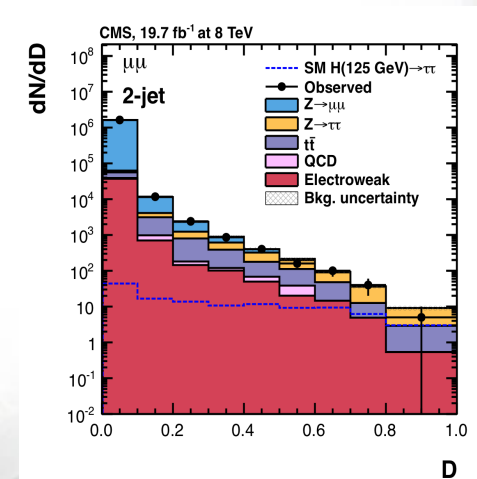 CMS, 19.7 fb⁻¹ at 8 TeV
dN/dD
10⁸
10⁷
10⁶
10⁵
10⁴
10³
10²
10
1
10⁻¹
10⁻²
μμ
2-jet
SM H(125 GeV)→ττ
Observed
Z→μμ
Z→ττ
tt̄
QCD
Electroweak
Bkg. uncertainty
0.0 0.2 0.4 0.6 0.8 1.0
D